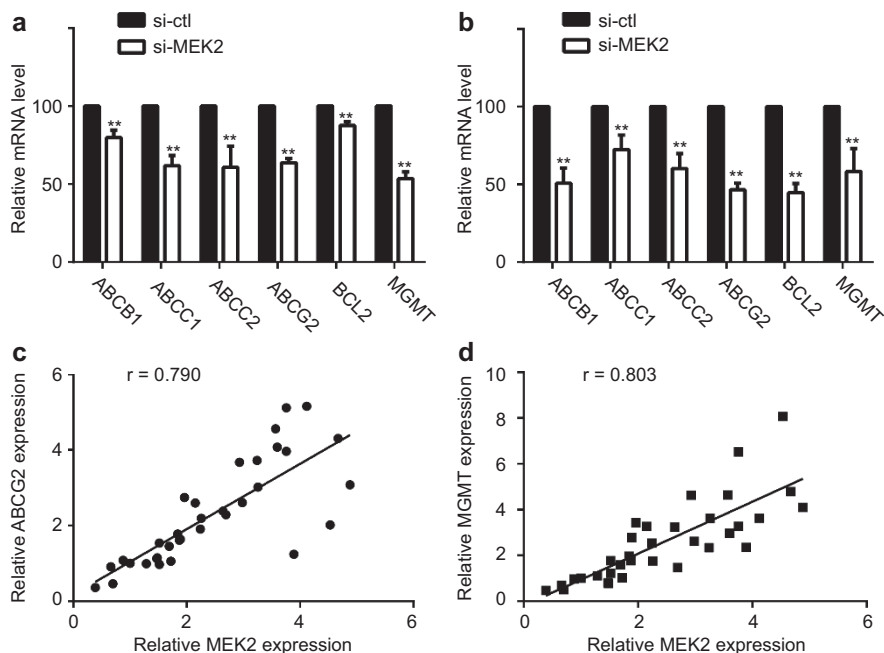 a
si-ctl
si-MEK2
Relative mRNA level
100
50
0
** ** ** ** ** **
ABCB1 ABCC1 ABCC2 ABCG2 BCL2 MGMT
b
si-ctl
si-MEK2
Relative mRNA level
100
50
0
** ** ** ** ** **
ABCB1 ABCC1 ABCC2 ABCG2 BCL2 MGMT
c
r = 0.790
Relative ABCG2 expression
6
4
2
0
0 2 4 6
Relative MEK2 expression
d
r = 0.803
Relative MGMT expression
10
8
6
4
2
0
0 2 4 6
Relative MEK2 expression